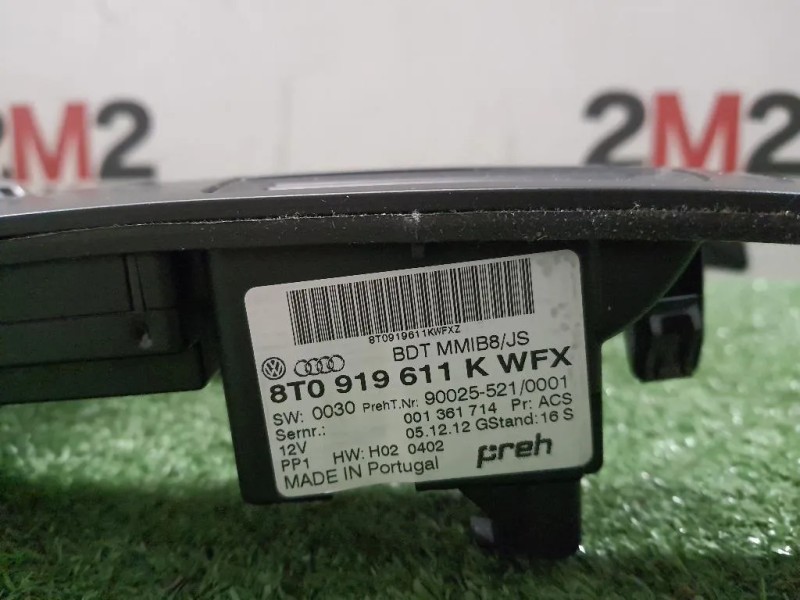 2M2
2M2
8T0919611KWFXZ
BDT MMIB8/JS
8T0 919 611 K WFX
SW: 0030 PrehT.Nr: 90025-521/0001
Sernr.: 001 361 714 Pr: ACS
12V 05.12.12 GStand: 16 S
PP1 HW: H02 0402
MADE IN Portugal preh